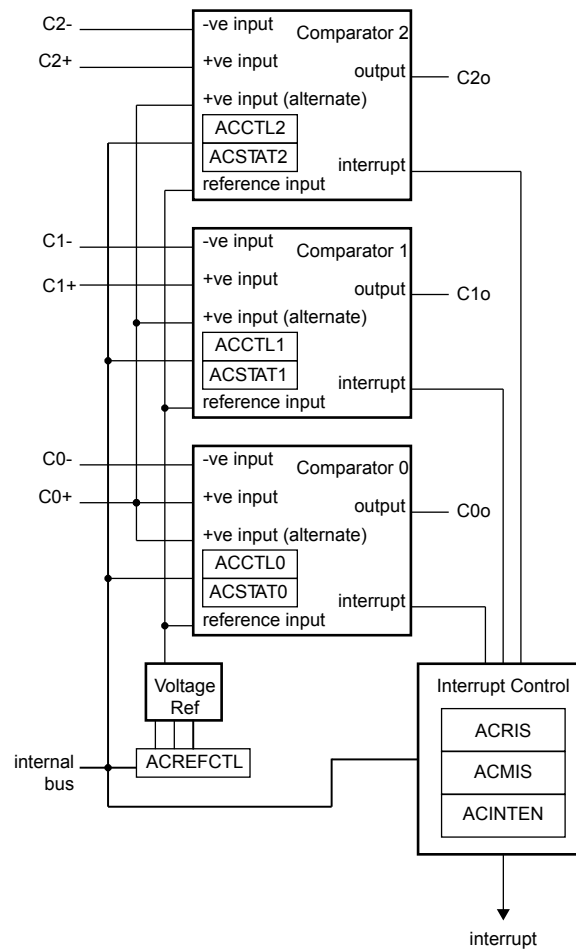 C2-
-ve input
Comparator 2
C2+
+ve input
output
C2o
+ve input (alternate)
ACCTL2
ACSTAT2
interrupt
reference input
C1-
-ve input
Comparator 1
C1+
+ve input
output
C1o
+ve input (alternate)
ACCTL1
ACSTAT1
interrupt
reference input
C0-
-ve input
Comparator 0
C0+
+ve input
output
C0o
+ve input (alternate)
ACCTL0
ACSTAT0
interrupt
reference input
Voltage
Ref
Interrupt Control
ACRIS
ACMIS
ACINTEN
internal
bus
ACREFCTL
interrupt